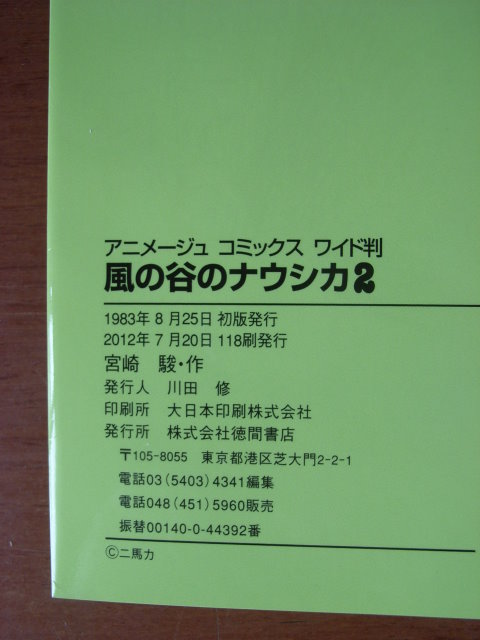 アニメージュ コミックス ワイド判
風の谷のナウシカ2
1983年 8 月25日 初版発行
2012年 7 月20日 118刷発行
宮崎 駿・作
発行人 川田 修
印刷所 大日本印刷株式会社
発行所 株式会社徳間書店
〒105-8055 東京都港区芝大門2-2-1
電話03(5403)4341編集
電話048(451)5960販売
振替00140-0-44392番
©二馬力